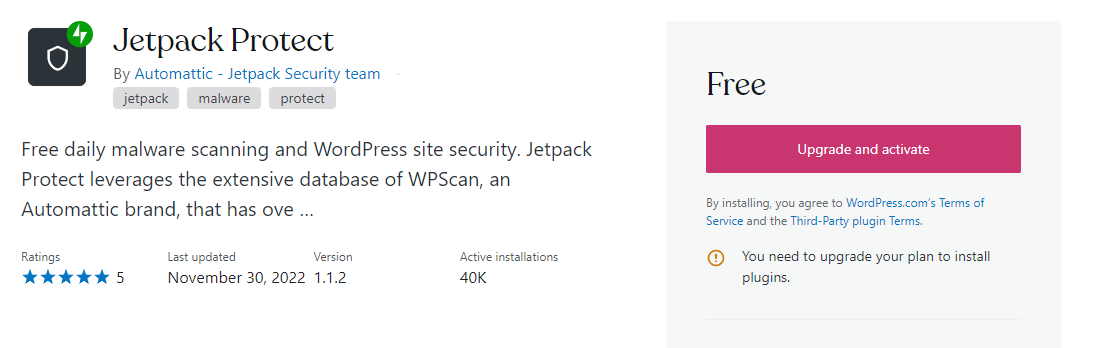 Jetpack Protect
By Automattic - Jetpack Security team
jetpack malware protect
Free daily malware scanning and WordPress site security. Jetpack
Protect leverages the extensive database of WPScan, an
Automattic brand, that has ove ...
Ratings Last updated Version Active installations
5 November 30, 2022 1.1.2 40K
Free
Upgrade and activate
By installing, you agree to WordPress.com's Terms of
Service and the Third-Party plugin Terms.
You need to upgrade your plan to install
plugins.